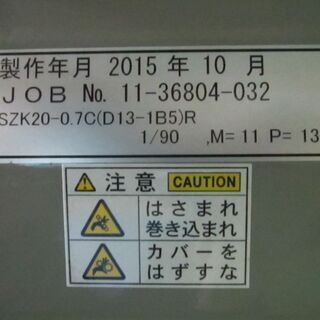 製作年月 2015 年 10 月
JOB No. 11-36804-032
SZK20-0.7C(D13-1B5)R
1/90 ,M= 11 P= 13
注意 CAUTION
はさまれ
巻き込まれ
カバーを
はずすな